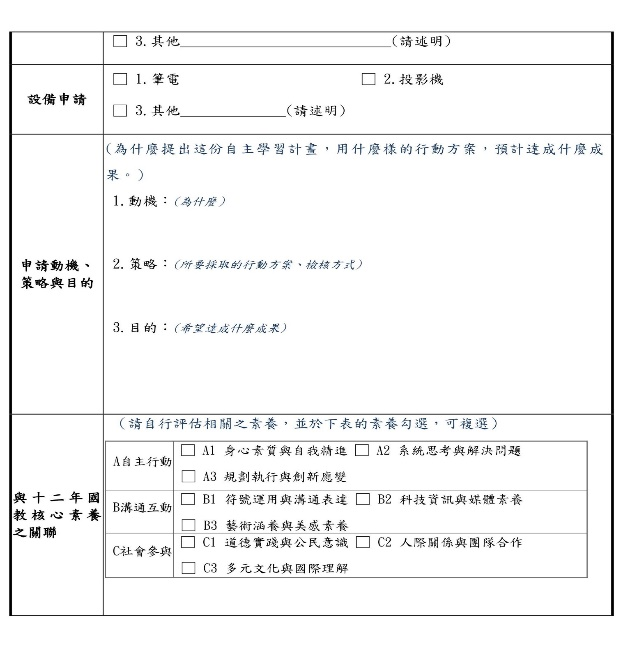 □ 3.其他______________________________(請述明)
設備申請
□ 1.筆電 □ 2.投影機
□ 3.其他_______________(請述明)
(為什麼提出這份自主學習計畫，用什麼樣的行動方案，預計達成什麼成
果。)
1.動機：(為什麼)
申請動機、
策略與目的
2.策略：(所要採取的行動方案、檢核方式)
3.目的：(希望達成什麼成果)
(請自行評估相關之素養，並於下表的素養勾選，可複選)
與十二年國
教核心素養
之關聯
A自主行動
□ A1 身心素質與自我精進 □ A2 系統思考與解決問題
□ A3 規劃執行與創新應變
B溝通互動
□ B1 符號運用與溝通表達 □ B2 科技資訊與媒體素養
□ B3 藝術涵養與美感素養
C社會參與
□ C1 道德實踐與公民意識 □ C2 人際關係與團隊合作
□ C3 多元文化與國際理解